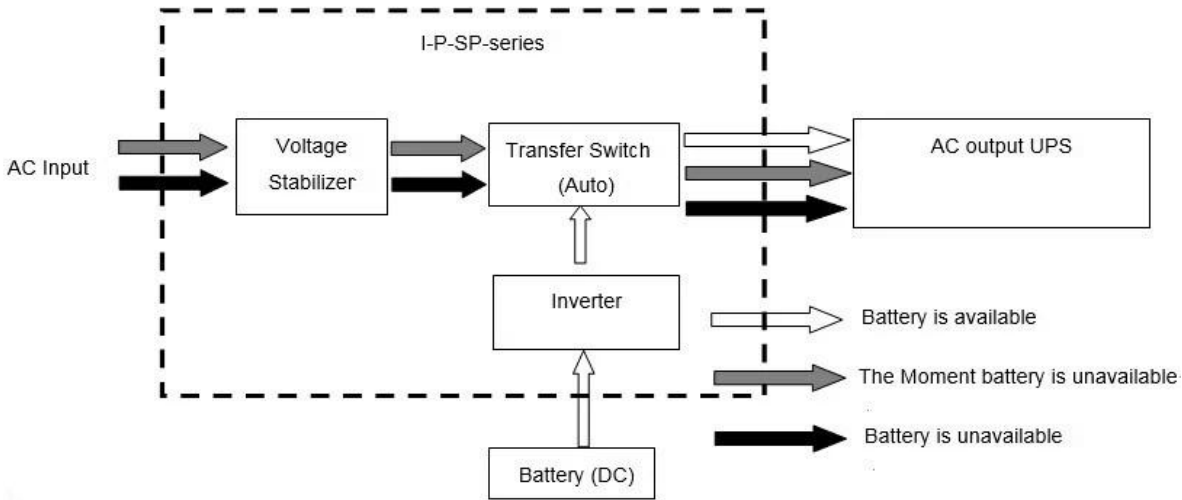 I-P-SP-series
AC Input
Voltage
Stabilizer
Transfer Switch
(Auto)
AC output UPS
Inverter
Battery is available
The Moment battery is unavailable
Battery is unavailable
Battery (DC)